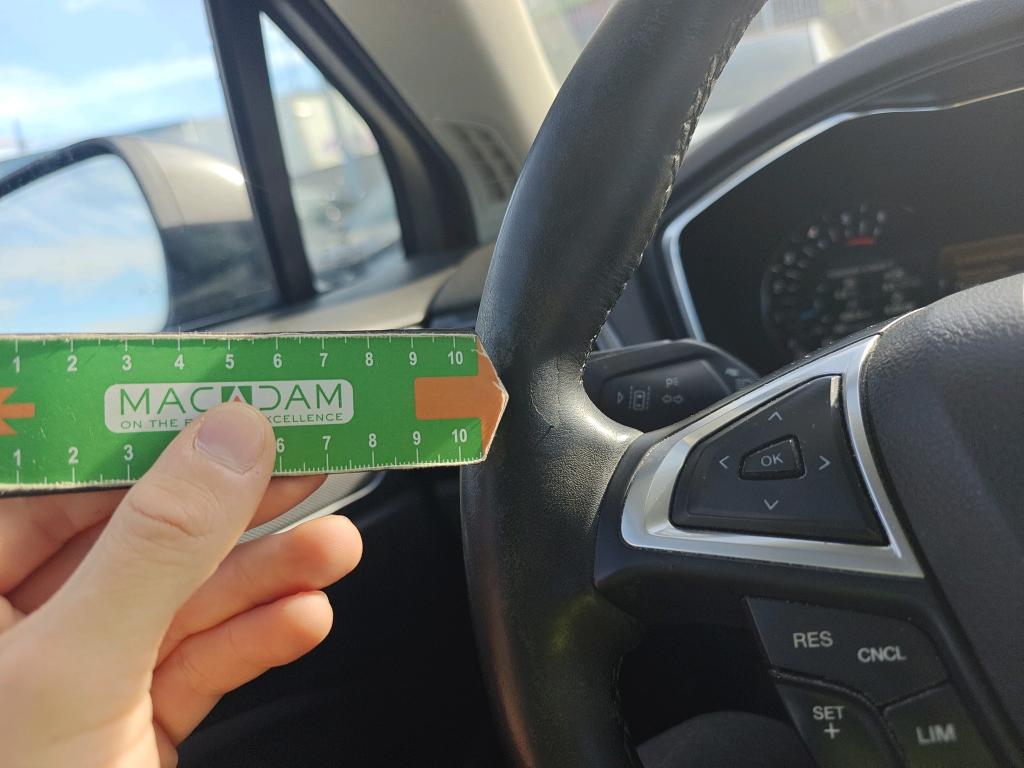 1 2 3 4 5 6 7 8 9 10
MACADAM
ON THE R XCELLENCE
1 2 3 6 7 8 9 10
OK
RES
CNCL
SET
+
LIM